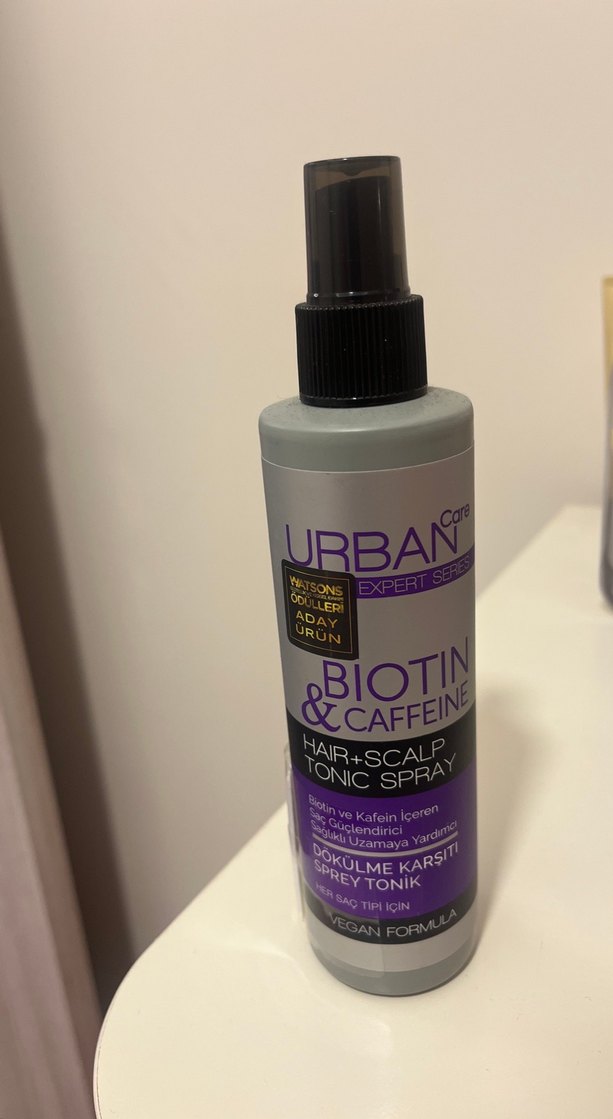 URBAN Care
EXPERT SERIES
WATSONS
ÖDÜLLERİ
ADAY
ÜRÜN
BIOTIN
& CAFFEINE
HAIR+SCALP
TONIC SPRAY
Biotin ve Kafein İçeren
Saç Güçlendirici
Sağlıklı Uzamaya Yardımcı
DÖKÜLME KARŞITI
SPREY TONİK
HER SAÇ TİPİ İÇİN
VEGAN FORMULA